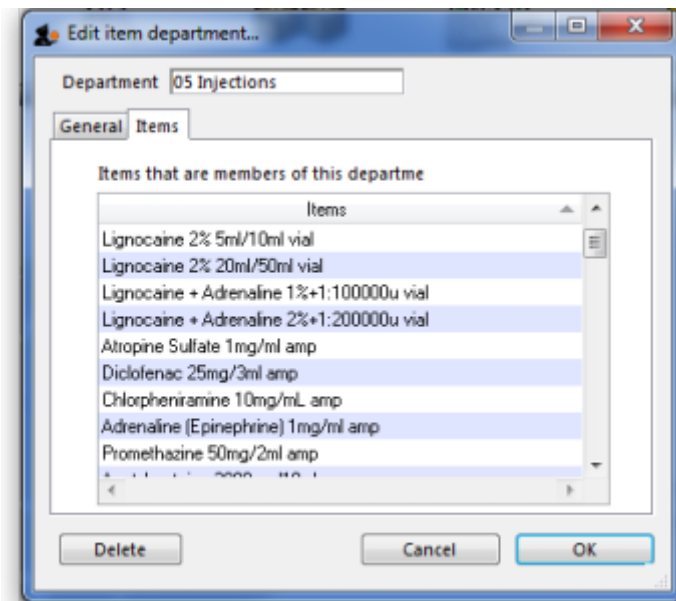 Edit item department...
Department 05 Injections
General Items
Items that are members of this departme
Items
Lignocaine 2% 5ml/10ml vial
Lignocaine 2% 20ml/50ml vial
Lignocaine + Adrenaline 1%+1:100000u vial
Lignocaine + Adrenaline 2%+1:200000u vial
Atropine Sulfate 1mg/ml amp
Diclofenac 25mg/3ml amp
Chlorpheniramine 10mg/mL amp
Adrenaline (Epinephrine) 1mg/ml amp
Promethazine 50mg/2ml amp
Delete Cancel OK